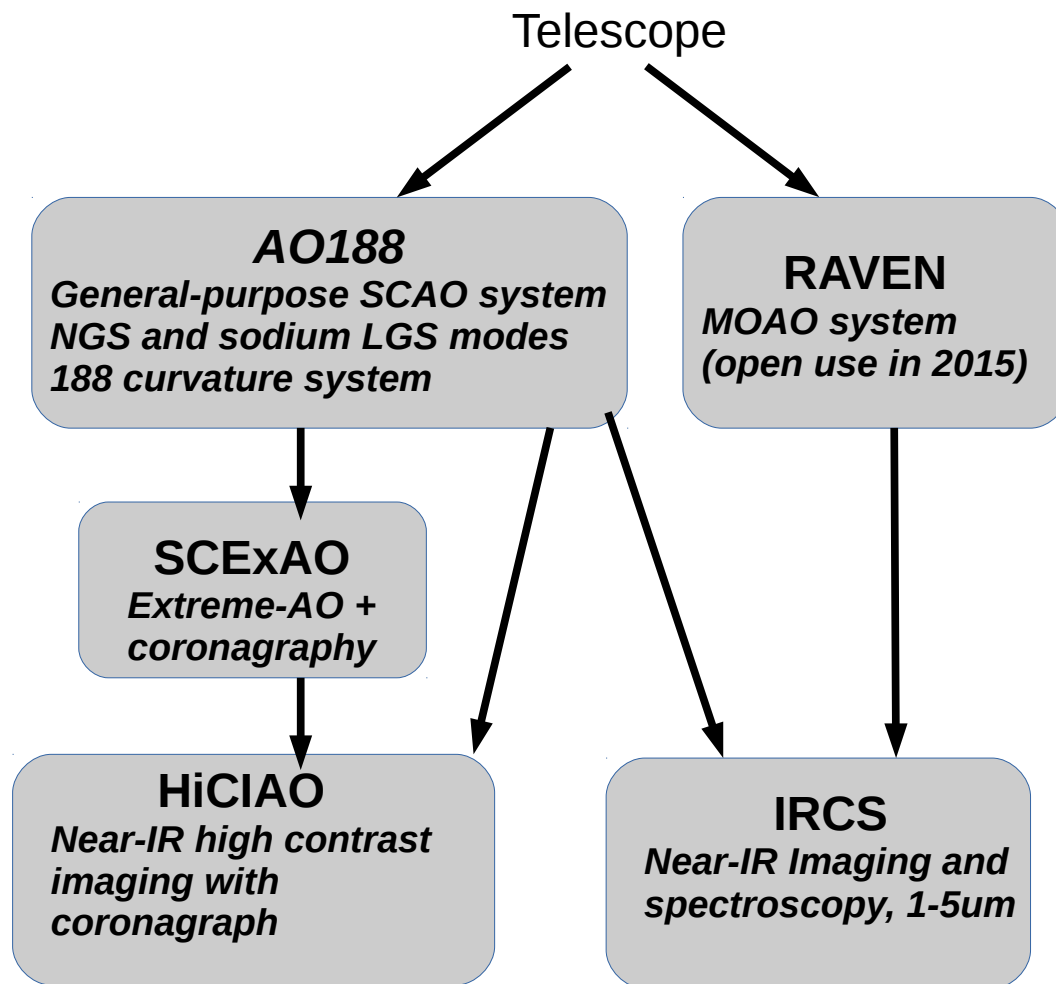 Telescope
AO188
General-purpose SCAO system
NGS and sodium LGS modes
188 curvature system
RAVEN
MOAO system
(open use in 2015)
SCExAO
Extreme-AO +
coronagraphy
HiCIAO
Near-IR high contrast
imaging with
coronagraph
IRCS
Near-IR Imaging and
spectroscopy, 1-5um